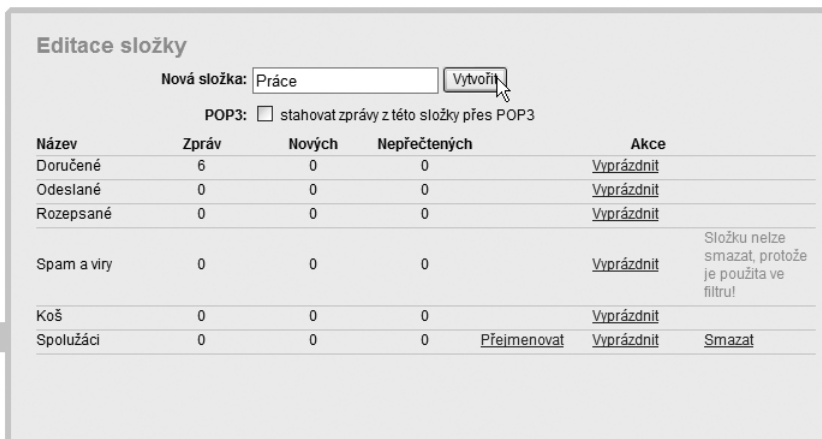 Editace složky
Nová složka: Práce Vytvořit
POP3: stahovat zprávy z této složky přes POP3
Název Zpráv Nových Nepřečtených Akce
Doručené 6 0 0 Vyprázdnit
Odeslané 0 0 0 Vyprázdnit
Rozepsané 0 0 0 Vyprázdnit
Spam a viry 0 0 0 Vyprázdnit Složku nelze
smazat, protože
je použita ve
filtru!
Koš 0 0 0 Vyprázdnit
Spolužáci 0 0 0 Přejmenovat Vyprázdnit Smazat